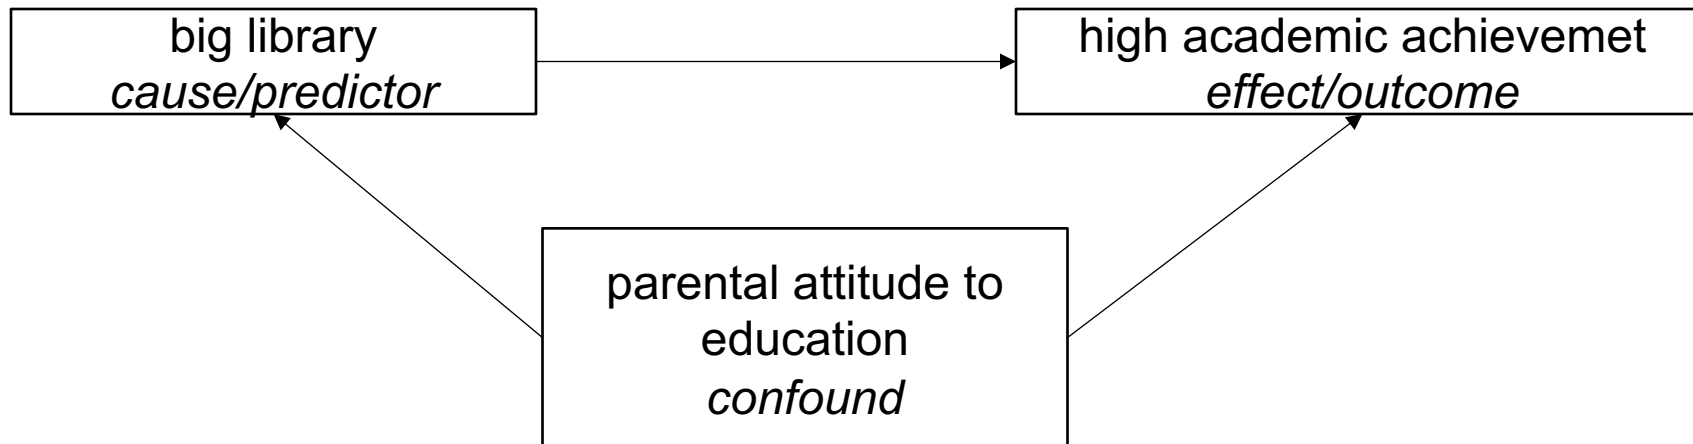 big library
cause/predictor
high academic achievemet
effect/outcome
parental attitude to
education
confound